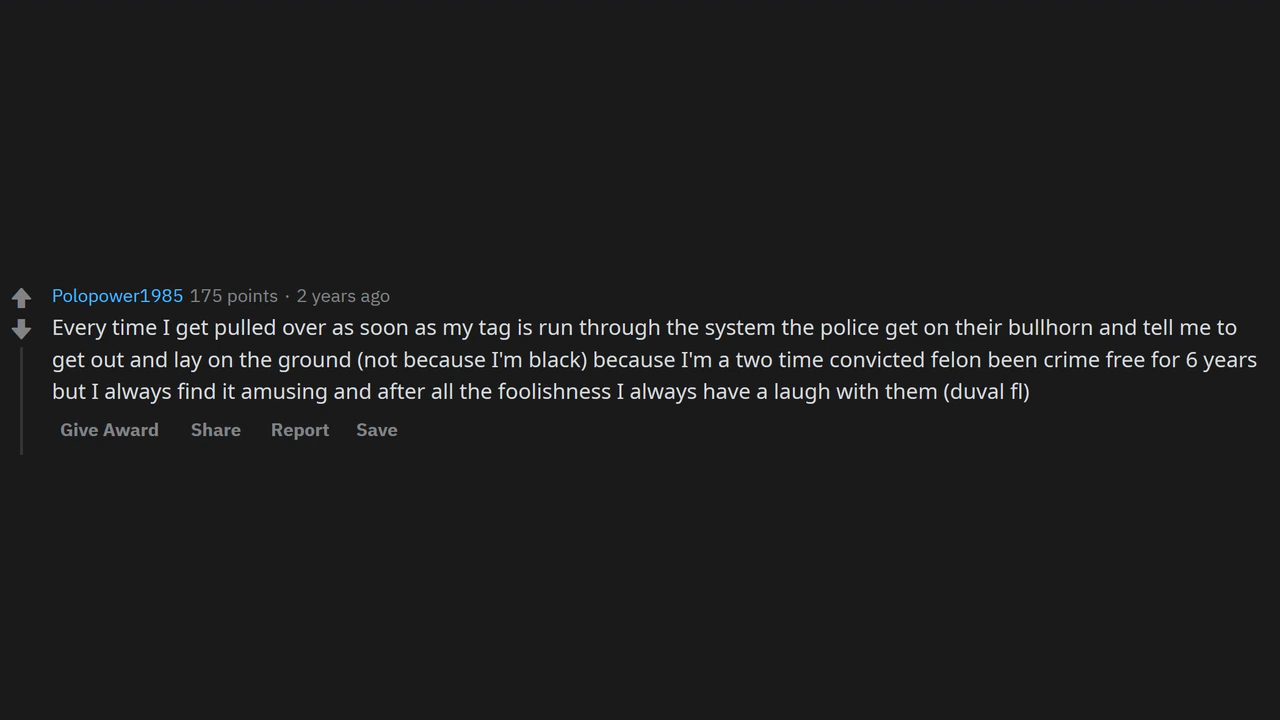 Polopower1985 175 points · 2 years ago
Every time I get pulled over as soon as my tag is run through the system the police get on their bullhorn and tell me to
get out and lay on the ground (not because I'm black) because I'm a two time convicted felon been crime free for 6 years
but I always find it amusing and after all the foolishness I always have a laugh with them (duval fl)
Give Award Share Report Save